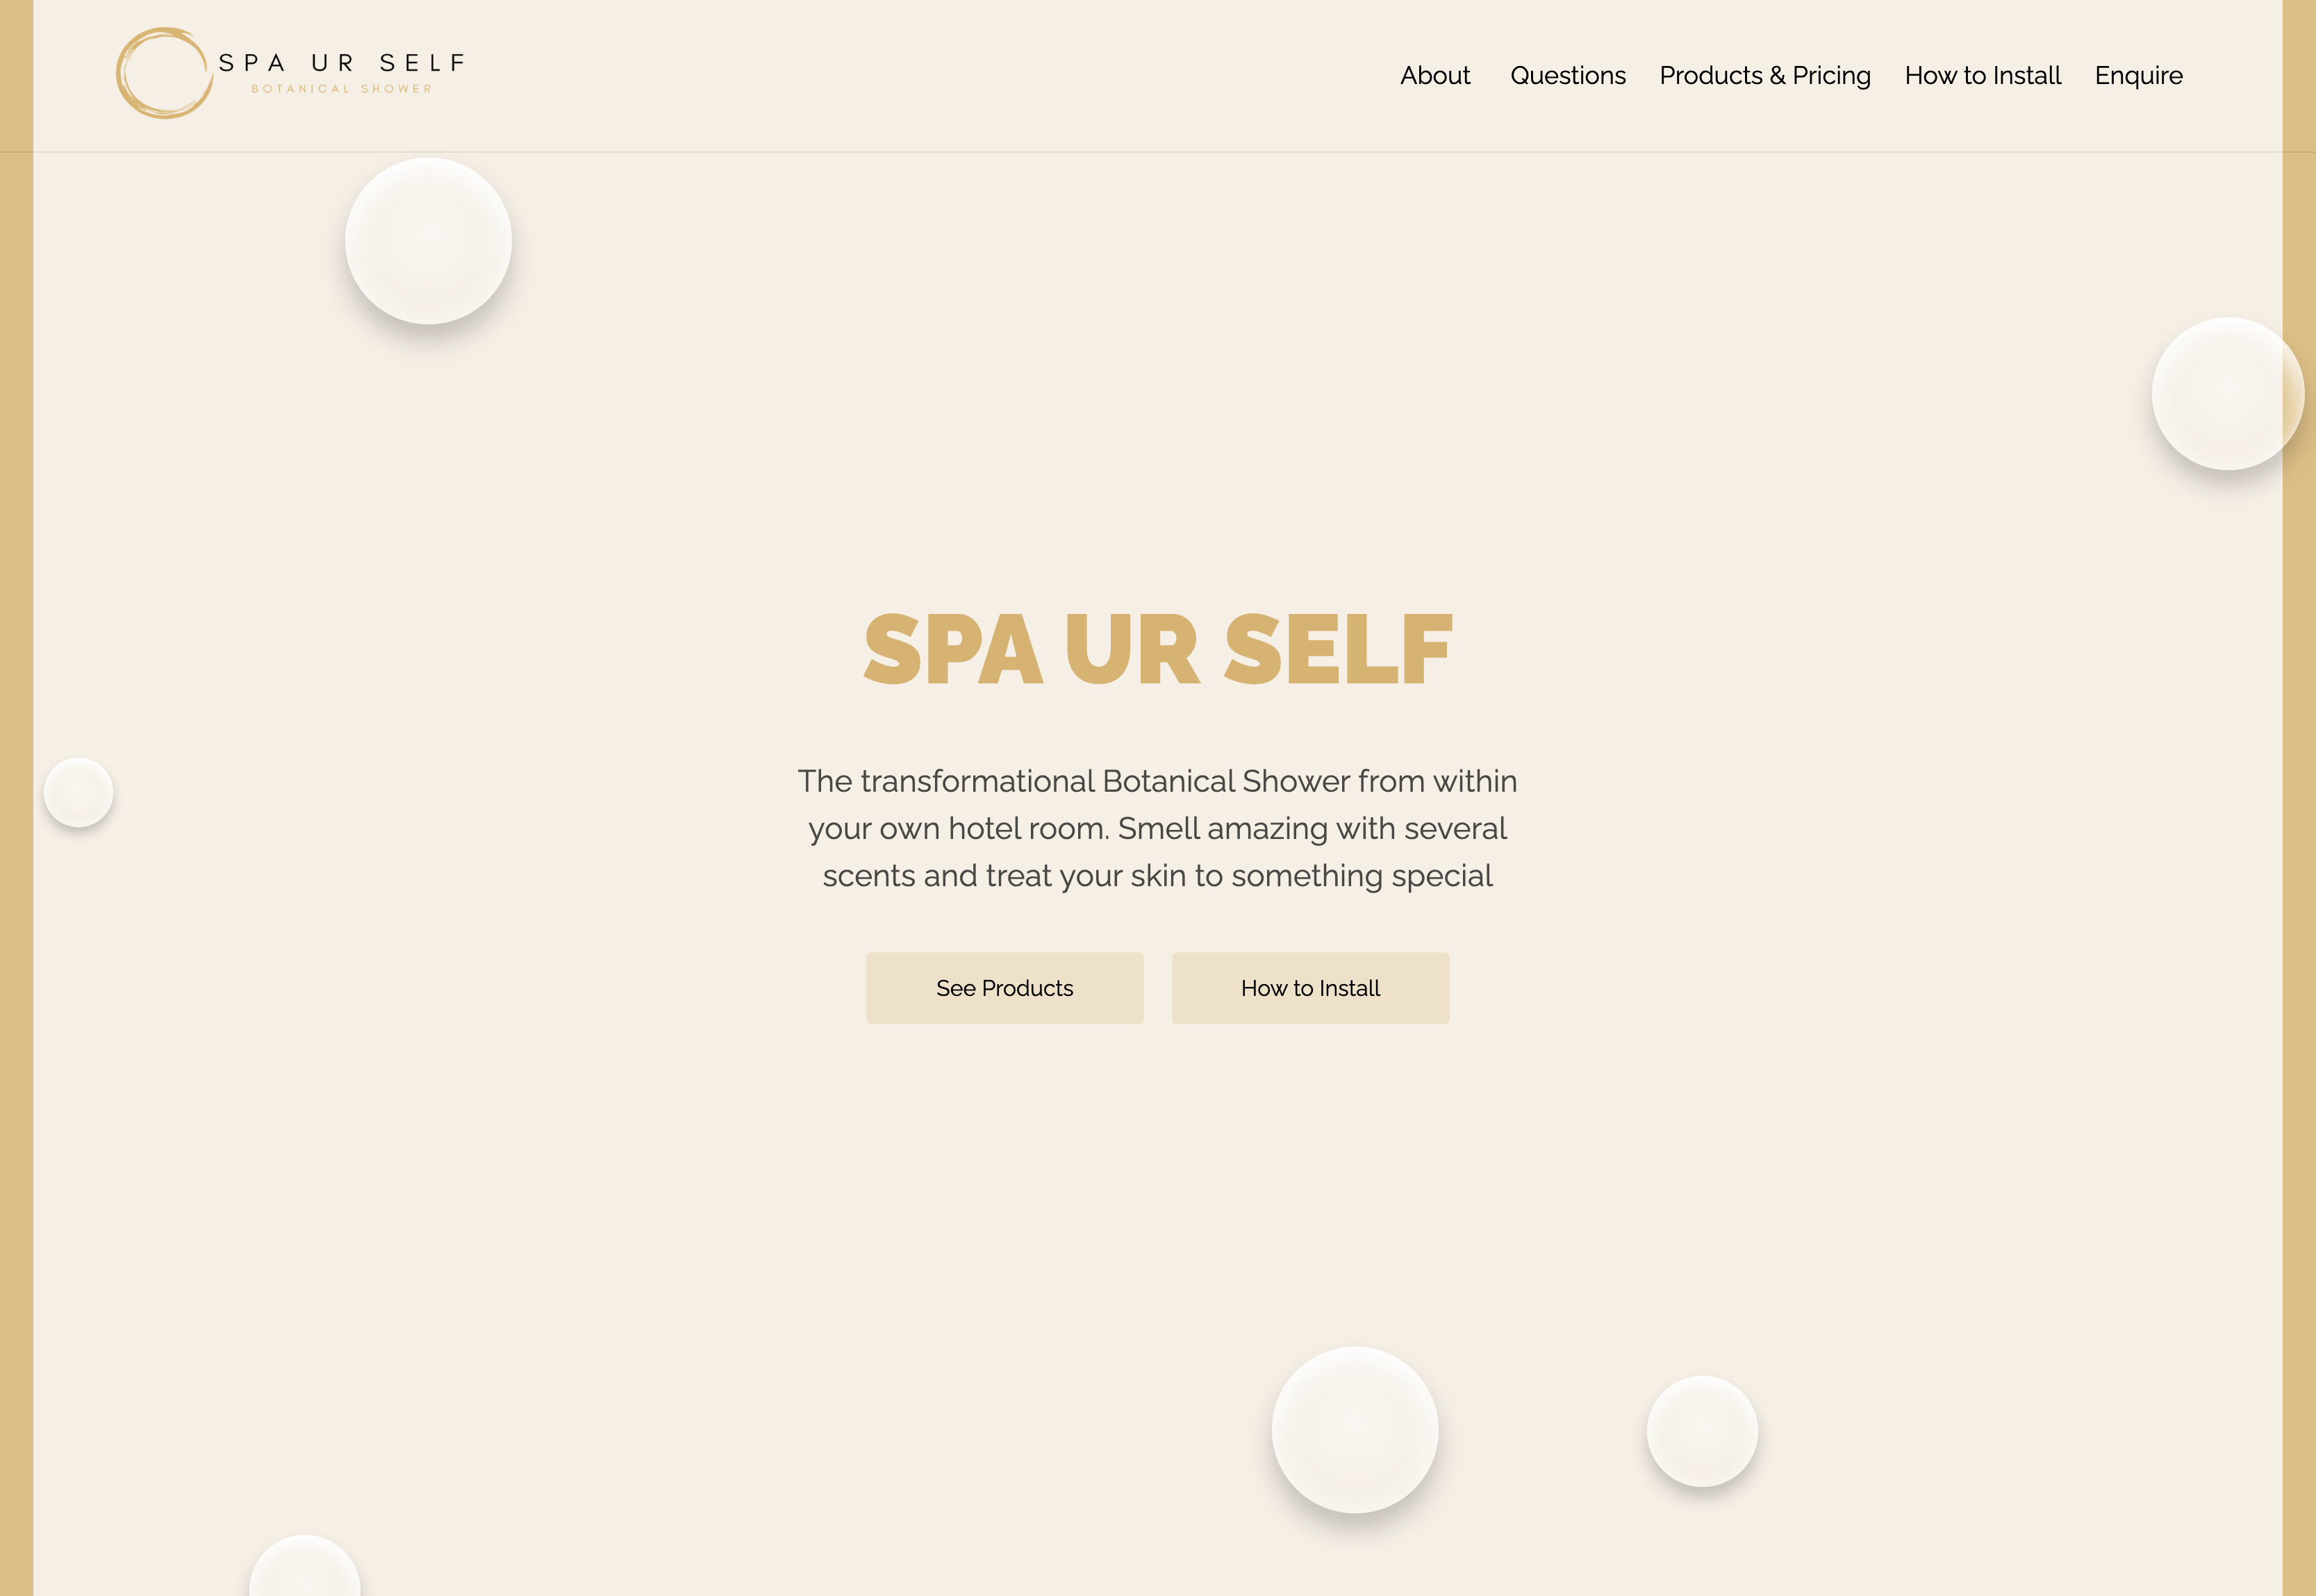 SPA UR SELF
BOTANICAL SHOWER
About Questions Products & Pricing How to Install Enquire
SPA UR SELF
The transformational Botanical Shower from within
your own hotel room. Smell amazing with several
scents and treat your skin to something special
See Products How to Install